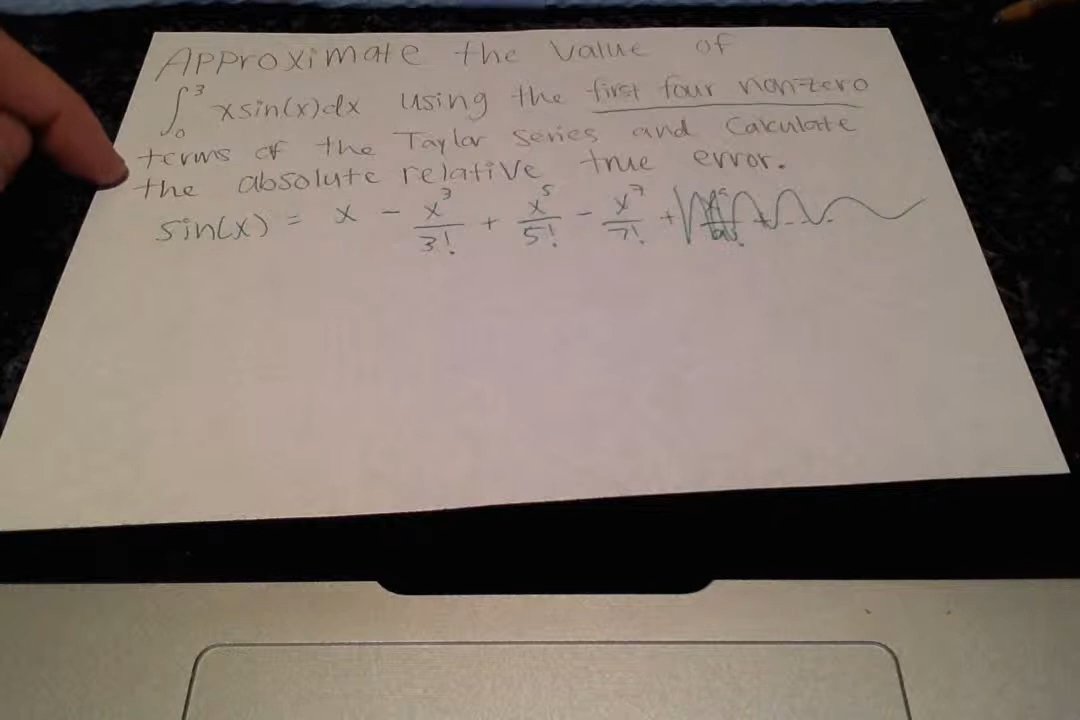 Approximate the value of
∫₀³ xsin(x)dx using the first four non-zero
terms of the Taylor series and Calculate
the absolute relative true error.
sin(x) = x - x³/3! + x⁵/5! - x⁷/7! +